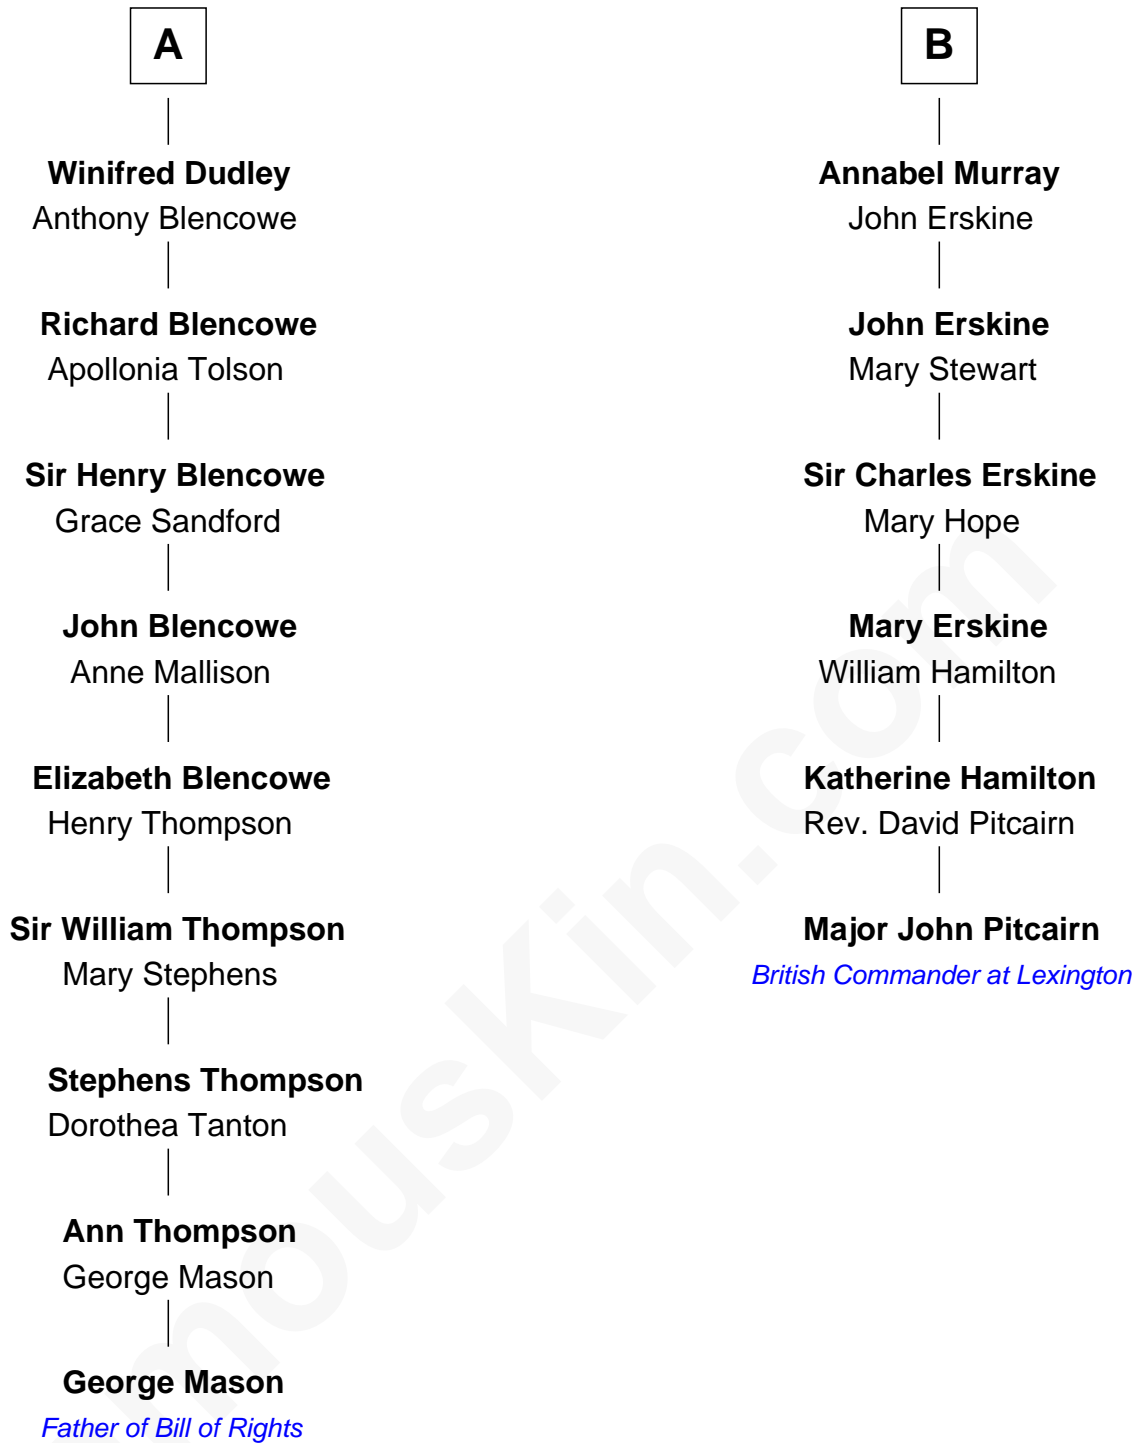 A
Winifred Dudley
Anthony Blencowe
Richard Blencowe
Apollonia Tolson
Sir Henry Blencowe
Grace Sandford
John Blencowe
Anne Mallison
Elizabeth Blencowe
Henry Thompson
Sir William Thompson
Mary Stephens
Stephens Thompson
Dorothea Tanton
Ann Thompson
George Mason
George Mason
Father of Bill of Rights
B
Annabel Murray
John Erskine
John Erskine
Mary Stewart
Sir Charles Erskine
Mary Hope
Mary Erskine
William Hamilton
Katherine Hamilton
Rev. David Pitcairn
Major John Pitcairn
British Commander at Lexington
mousKin.com